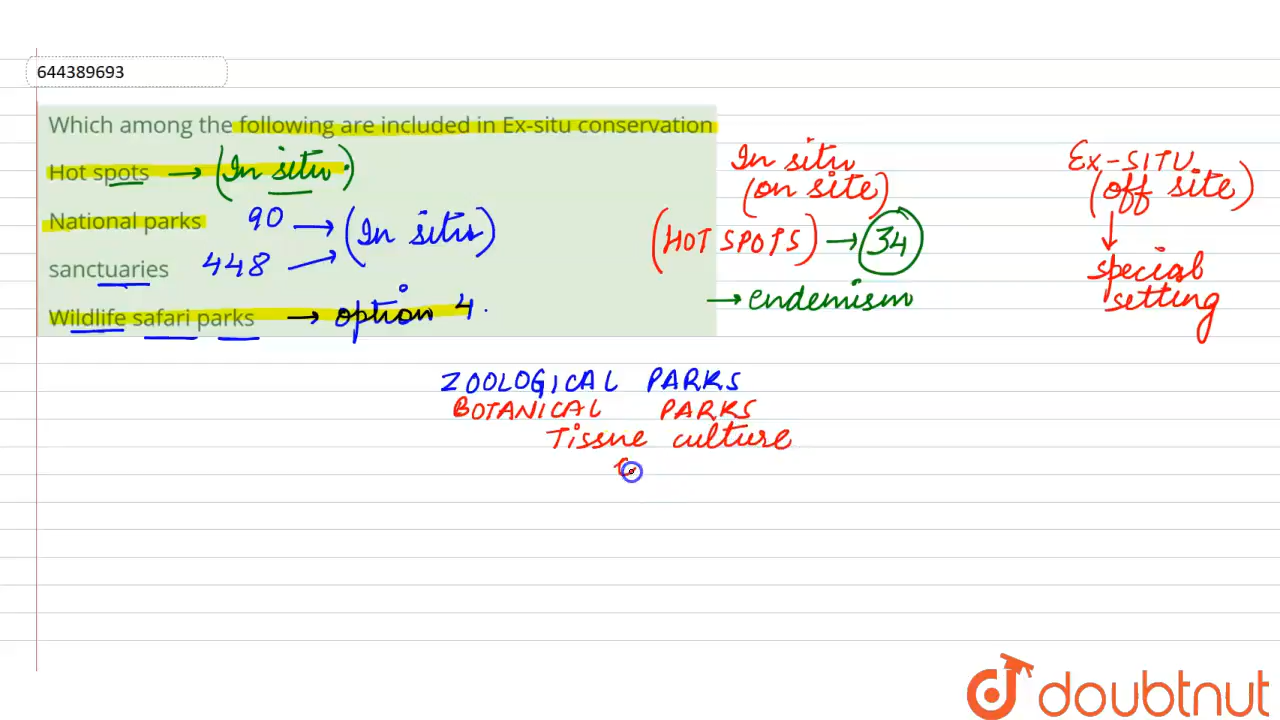 644389693
Which among the following are included in Ex-situ conservation
Hot spots → (In situ)
National parks 90 → (In situ)
sanctuaries 448
Wildlife safari parks → option 4.
In situ
(on site)
(HOT SPOTS) → 34
→ endemism
EX-SITU
(off site)
special
setting
ZOOLOGICAL PARKS
BOTANICAL PARKS
Tissue culture
doubtnut